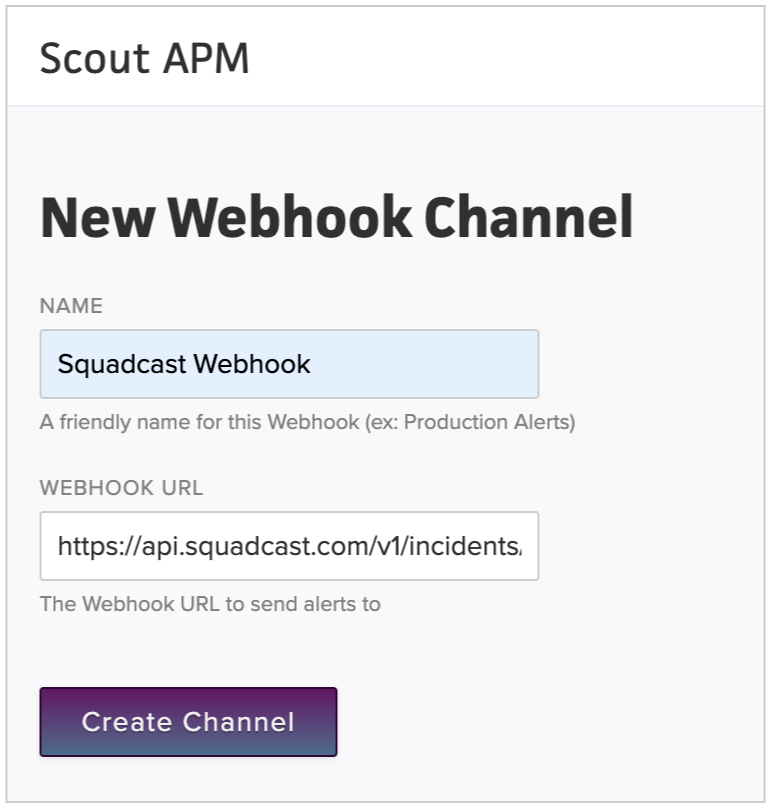 Scout APM
New Webhook Channel
NAME
Squadcast Webhook
A friendly name for this Webhook (ex: Production Alerts)
WEBHOOK URL
https://api.squadcast.com/v1/incidents/
The Webhook URL to send alerts to
Create Channel